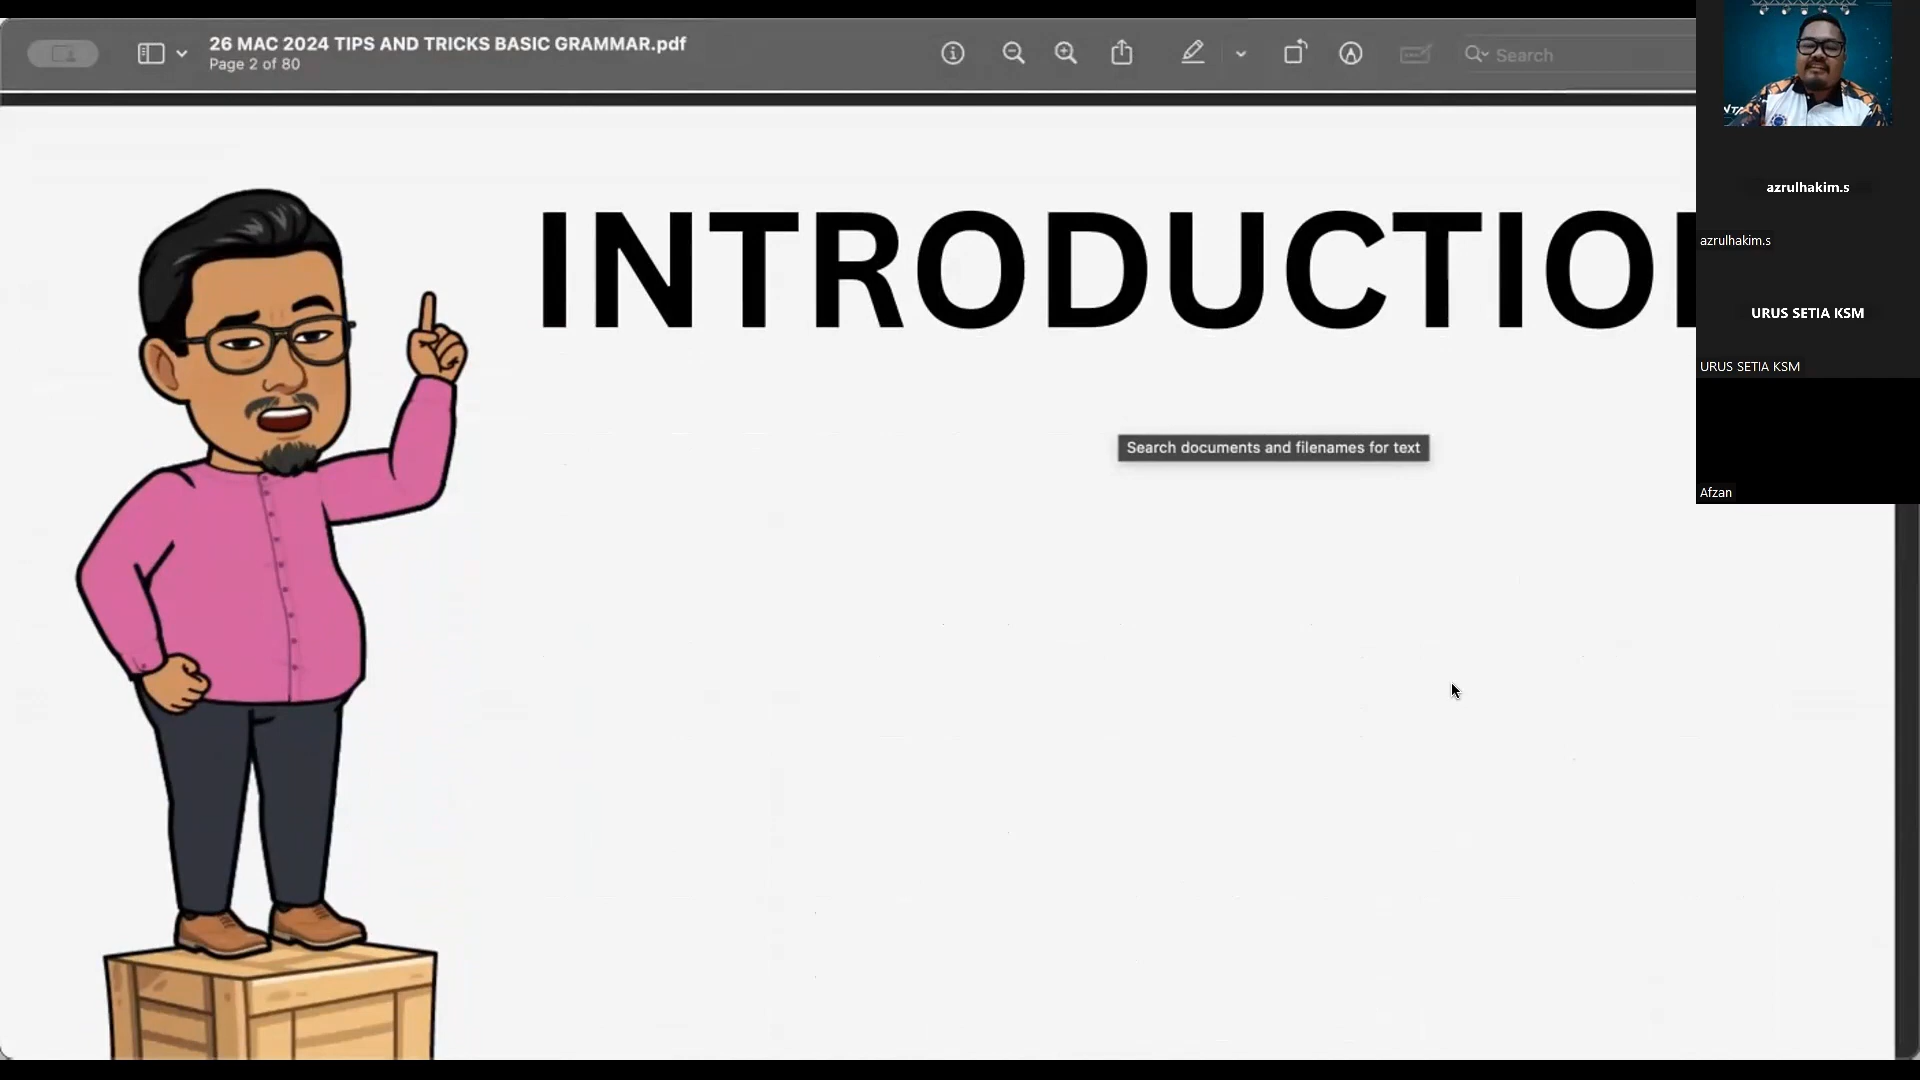 26 MAC 2024 TIPS AND TRICKS BASIC GRAMMAR.pdf
Page 2 of 80
Search
INTRODUCTION
Search documents and filenames for text
azrulhakim.s
azrulhakim.s
URUS SETIA KSM
URUS SETIA KSM
Afzan